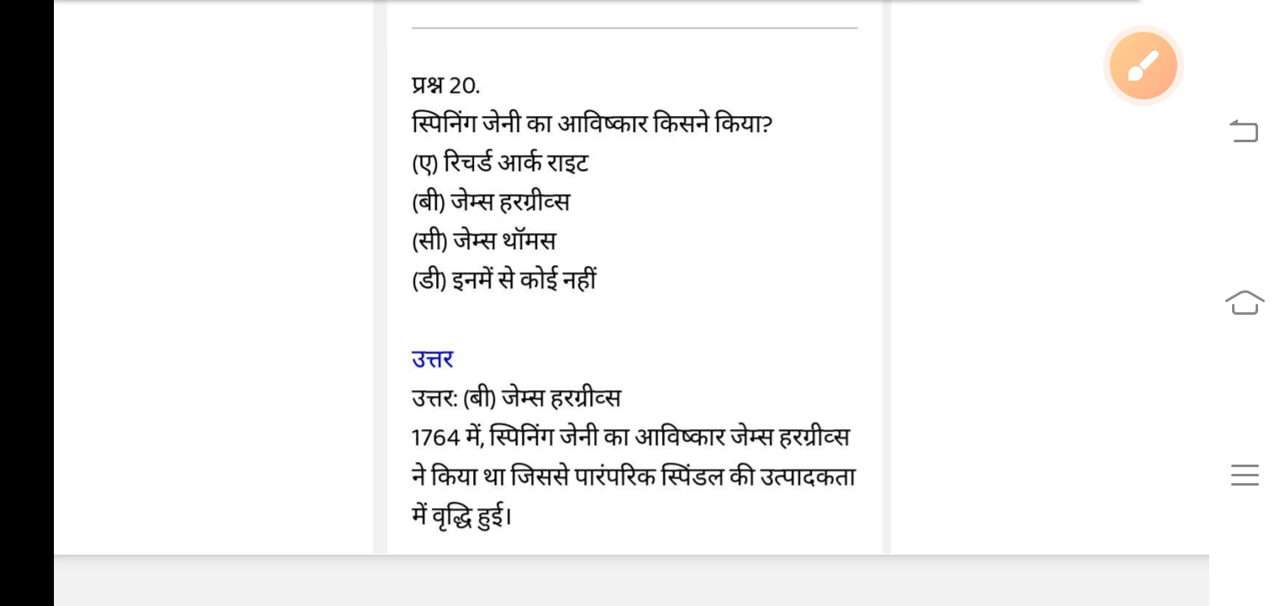 प्रश्न 20.
स्पिनिंग जेनी का आविष्कार किसने किया?
(ए) रिचर्ड आर्क राइट
(बी) जेम्स हरग्रीव्स
(सी) जेम्स थॉमस
(डी) इनमें से कोई नहीं
उत्तर
उत्तर: (बी) जेम्स हरग्रीव्स
1764 में, स्पिनिंग जेनी का आविष्कार जेम्स हरग्रीव्स
ने किया था जिससे पारंपरिक स्पिंडल की उत्पादकता
में वृद्धि हुई।